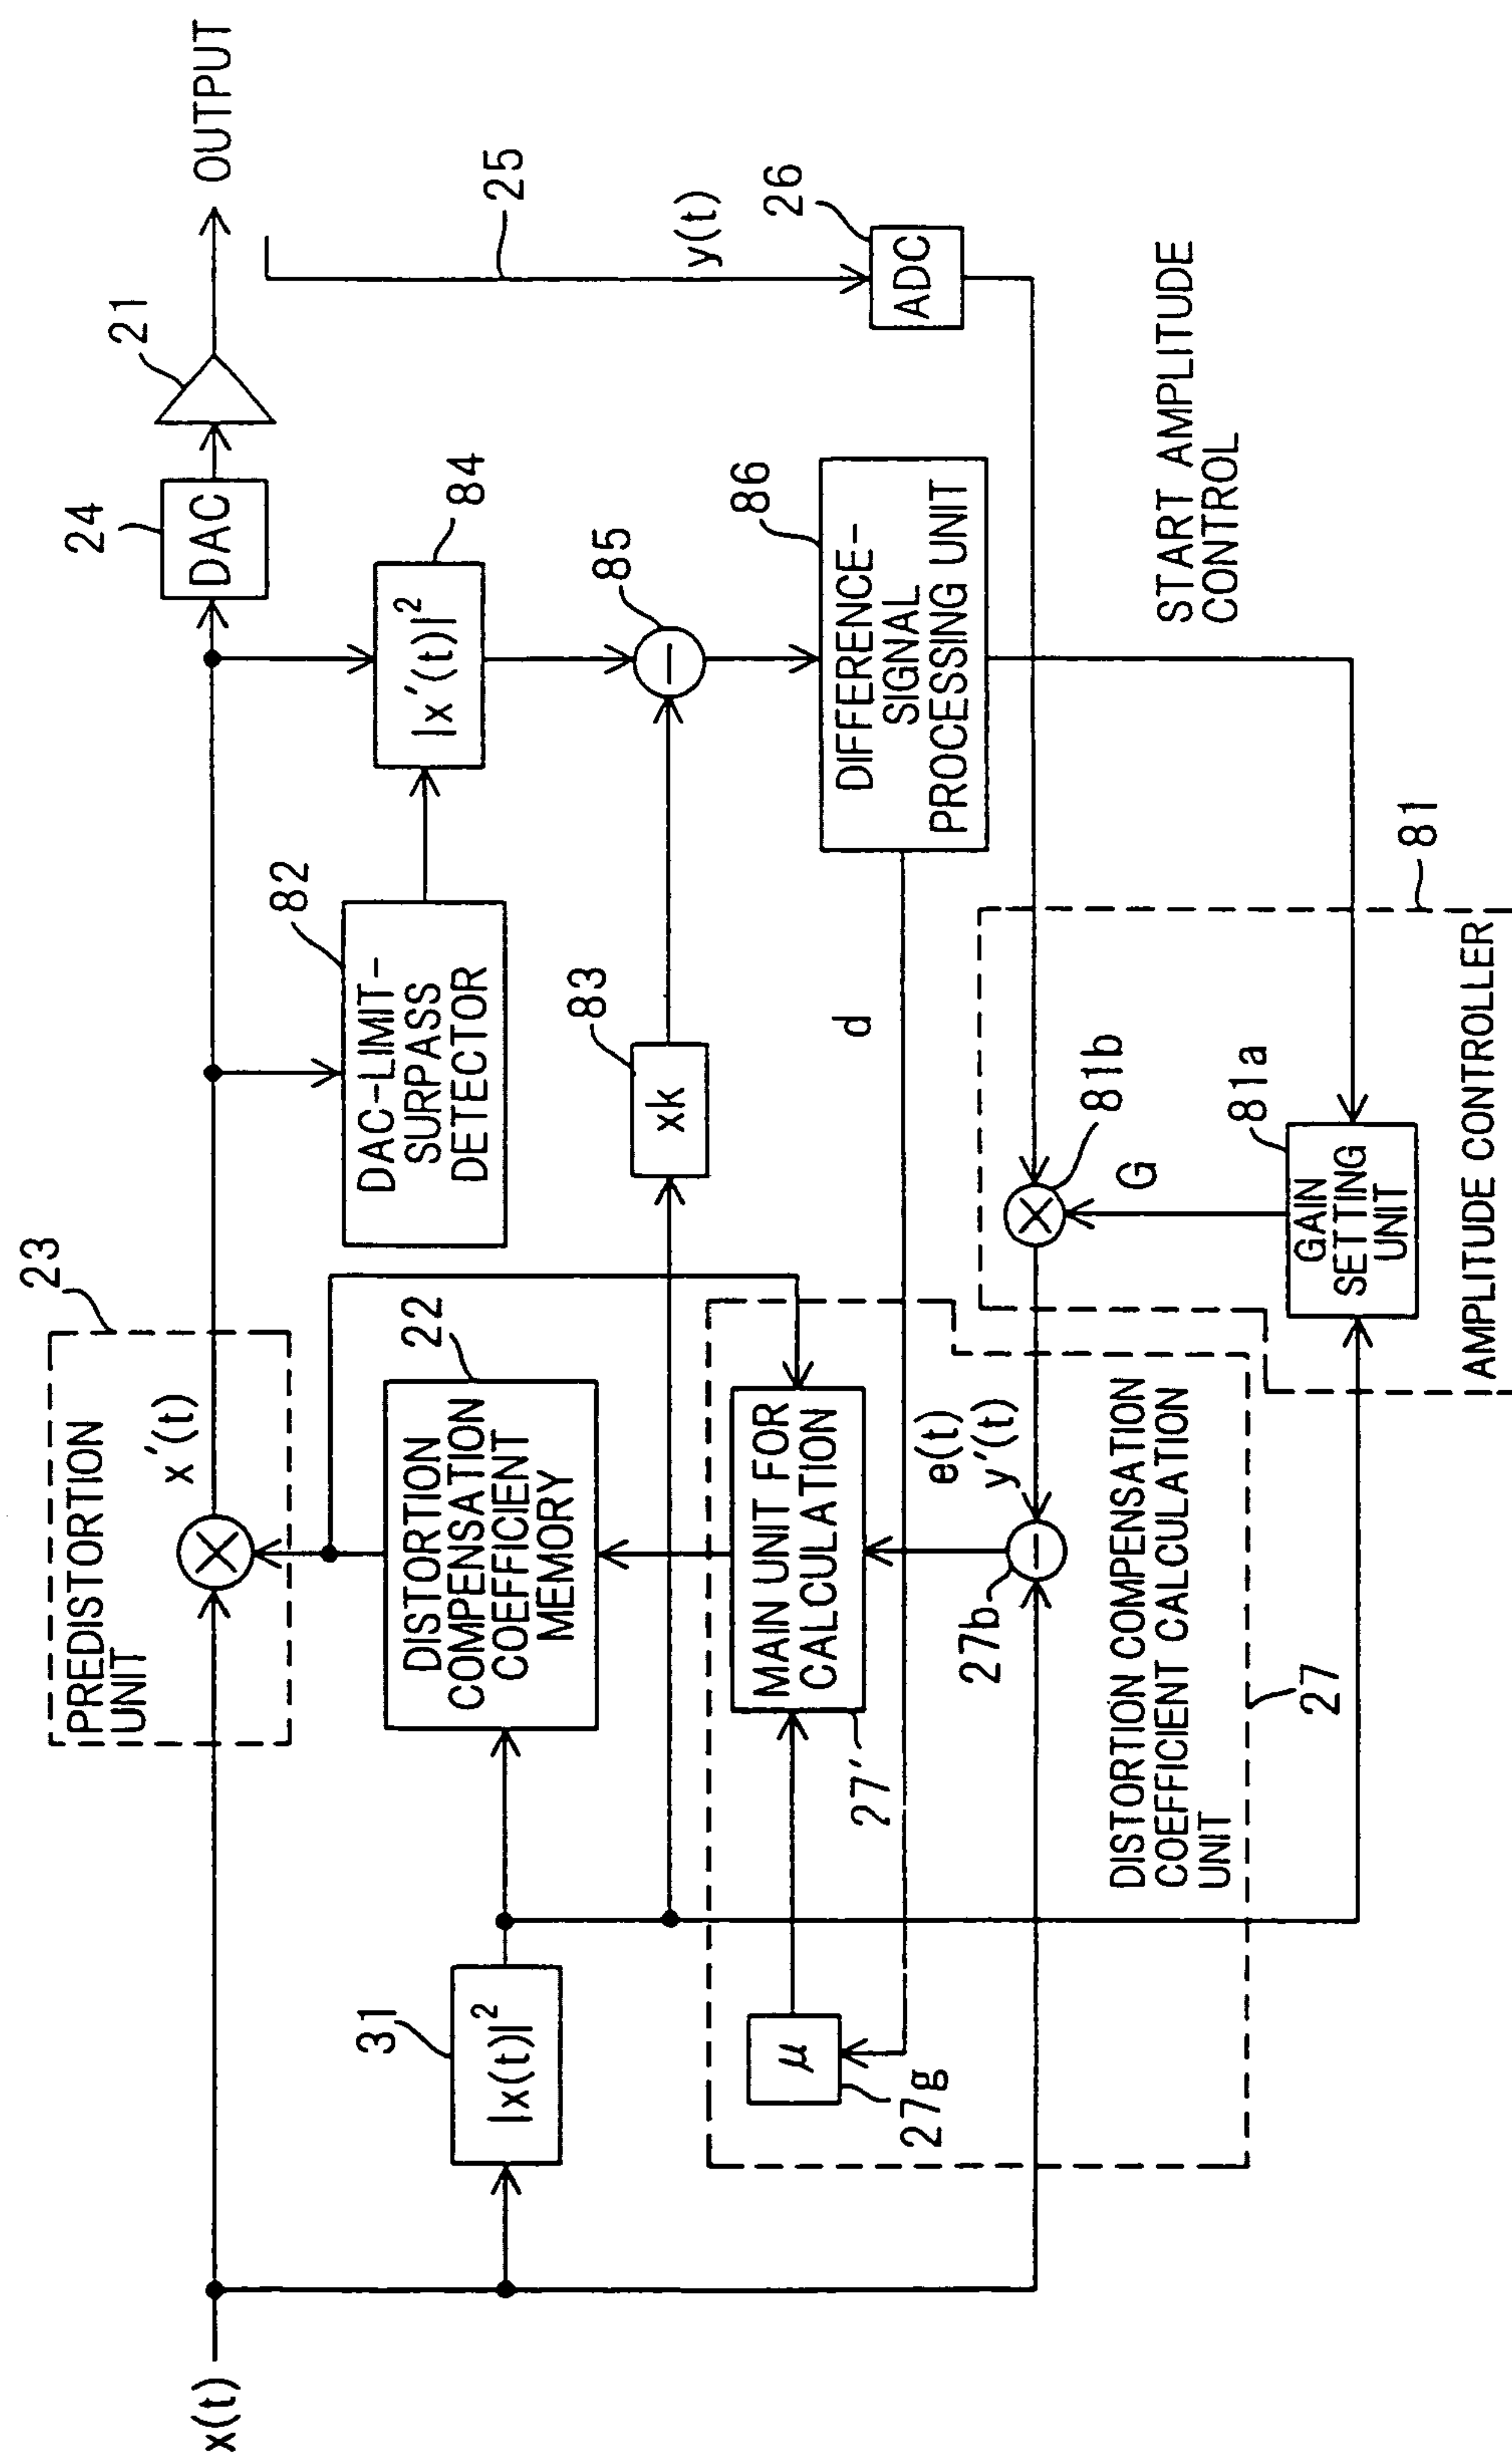 x(t)
PREDISTORTION
UNIT
23
x'(t)
24
DAC
21
OUTPUT
31
|x(t)|²
22
DISTORTION
COMPENSATION
COEFFICIENT
MEMORY
82
DAC-LIMIT-
SURPASS
DETECTOR
84
|x'(t)|²
25
y(t)
83
xk
85
26
ADC
27g
μ
27'
MAIN UNIT FOR
CALCULATION
d
86
DIFFERENCE-
SIGNAL
PROCESSING UNIT
27b
e(t)
y'(t)
81b
G
START AMPLITUDE
CONTROL
DISTORTION COMPENSATION
COEFFICIENT CALCULATION
UNIT
27
81a
GAIN
SETTING
UNIT
81
AMPLITUDE CONTROLLER